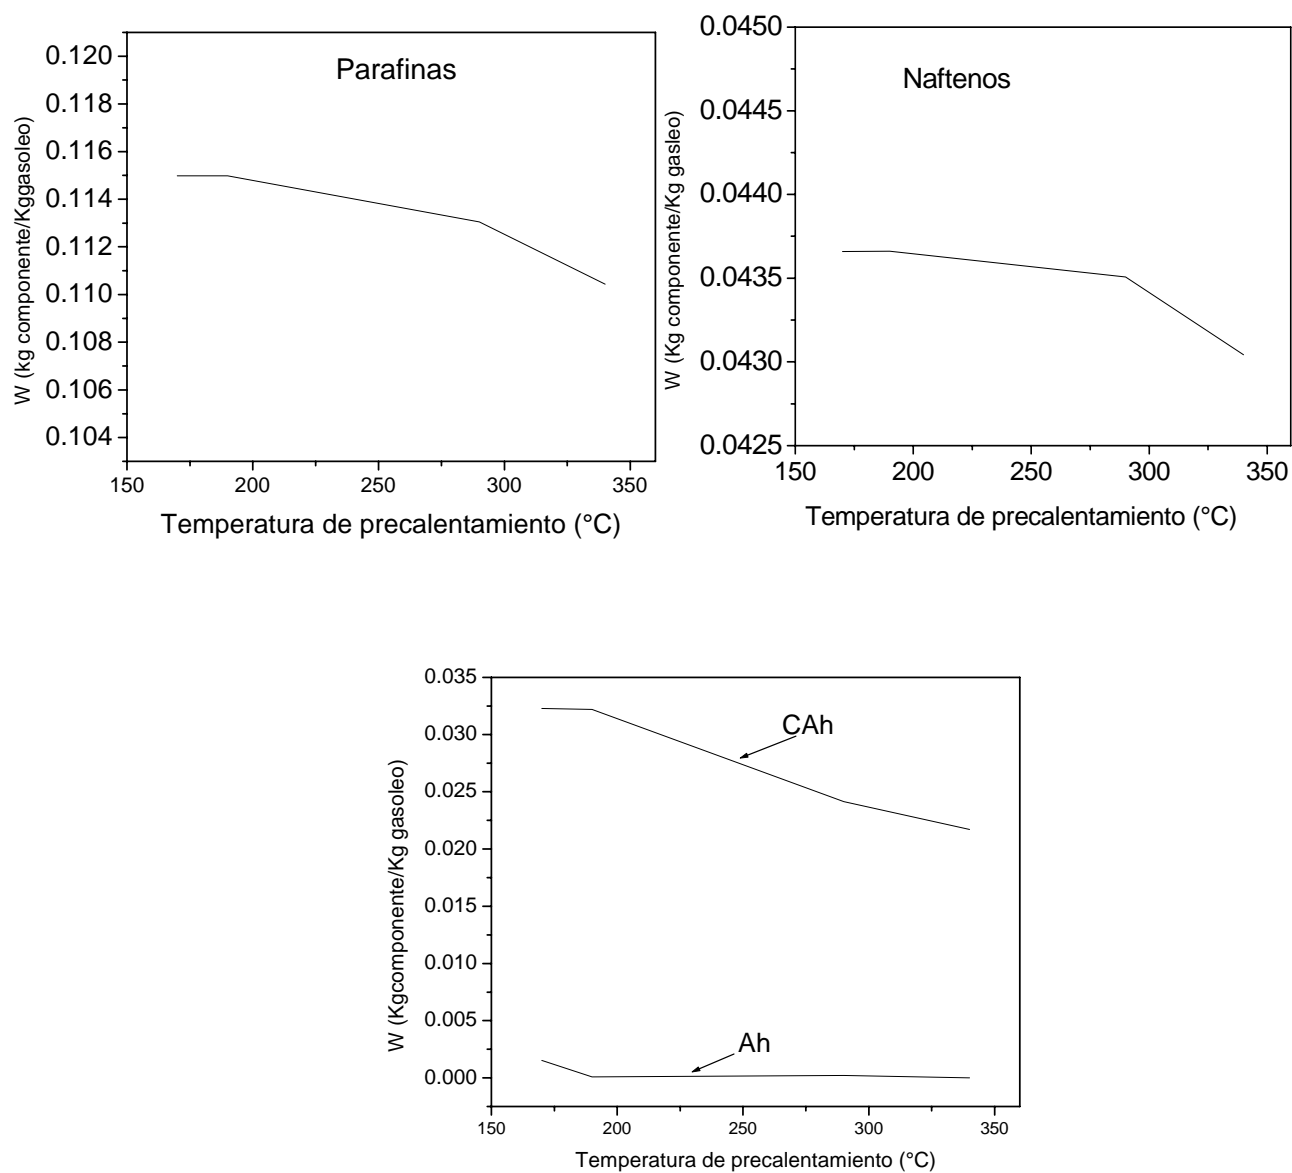 Parafinas
W (kg componente/Kggasoleo)
0.120
0.118
0.116
0.114
0.112
0.110
0.108
0.106
0.104
150 200 250 300 350
Temperatura de precalentamiento (°C)
Naftenos
W (Kg componente/Kg gasleo)
0.0450
0.0445
0.0440
0.0435
0.0430
0.0425
150 200 250 300 350
Temperatura de precalentamiento (°C)
W (Kgcomponente/Kg gasoleo)
0.035
0.030
0.025
0.020
0.015
0.010
0.005
0.000
CAh
Ah
150 200 250 300 350
Temperatura de precalentamiento (°C)